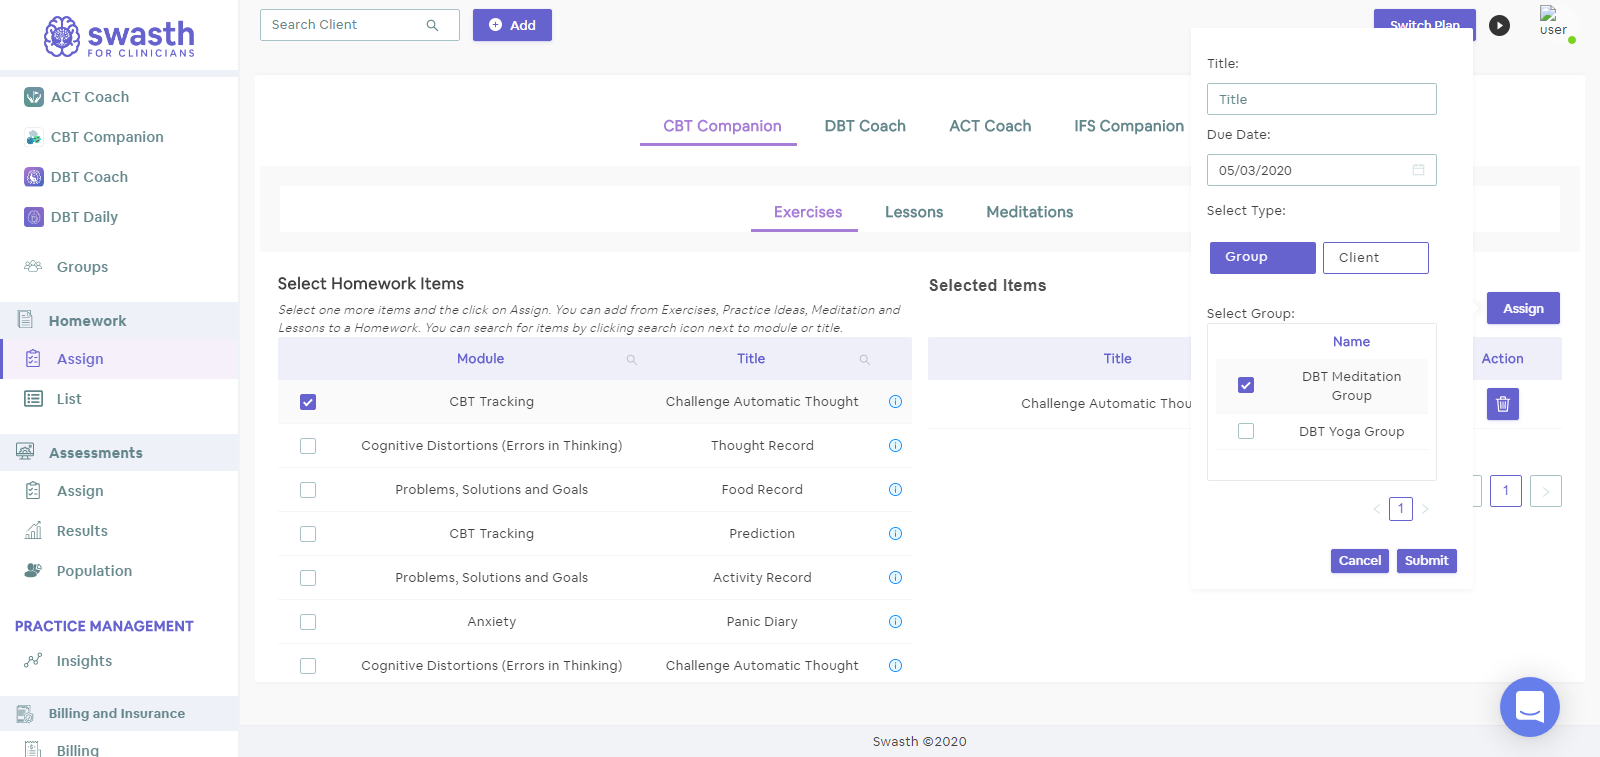 swasth
FOR CLINICIANS
ACT Coach
CBT Companion
DBT Coach
DBT Daily
Groups
Homework
Assign
List
Assessments
Assign
Results
Population
PRACTICE MANAGEMENT
Insights
Billing and Insurance
Billing
Search Client
Add
Switch Plan
user
CBT Companion
DBT Coach
ACT Coach
IFS Companion
Exercises
Lessons
Meditations
Select Homework Items
Select one more items and the click on Assign. You can add from Exercises, Practice Ideas, Meditation and
Lessons to a Homework. You can search for items by clicking search icon next to module or title.
Module Title
CBT Tracking Challenge Automatic Thought
Cognitive Distortions (Errors in Thinking) Thought Record
Problems, Solutions and Goals Food Record
CBT Tracking Prediction
Problems, Solutions and Goals Activity Record
Anxiety Panic Diary
Cognitive Distortions (Errors in Thinking) Challenge Automatic Thought
Selected Items
Assign
Title Action
Challenge Automatic Thou
1
Title:
Title
Due Date:
05/03/2020
Select Type:
Group Client
Select Group:
Name
DBT Meditation
Group
DBT Yoga Group
1
Cancel Submit
Swasth ©2020